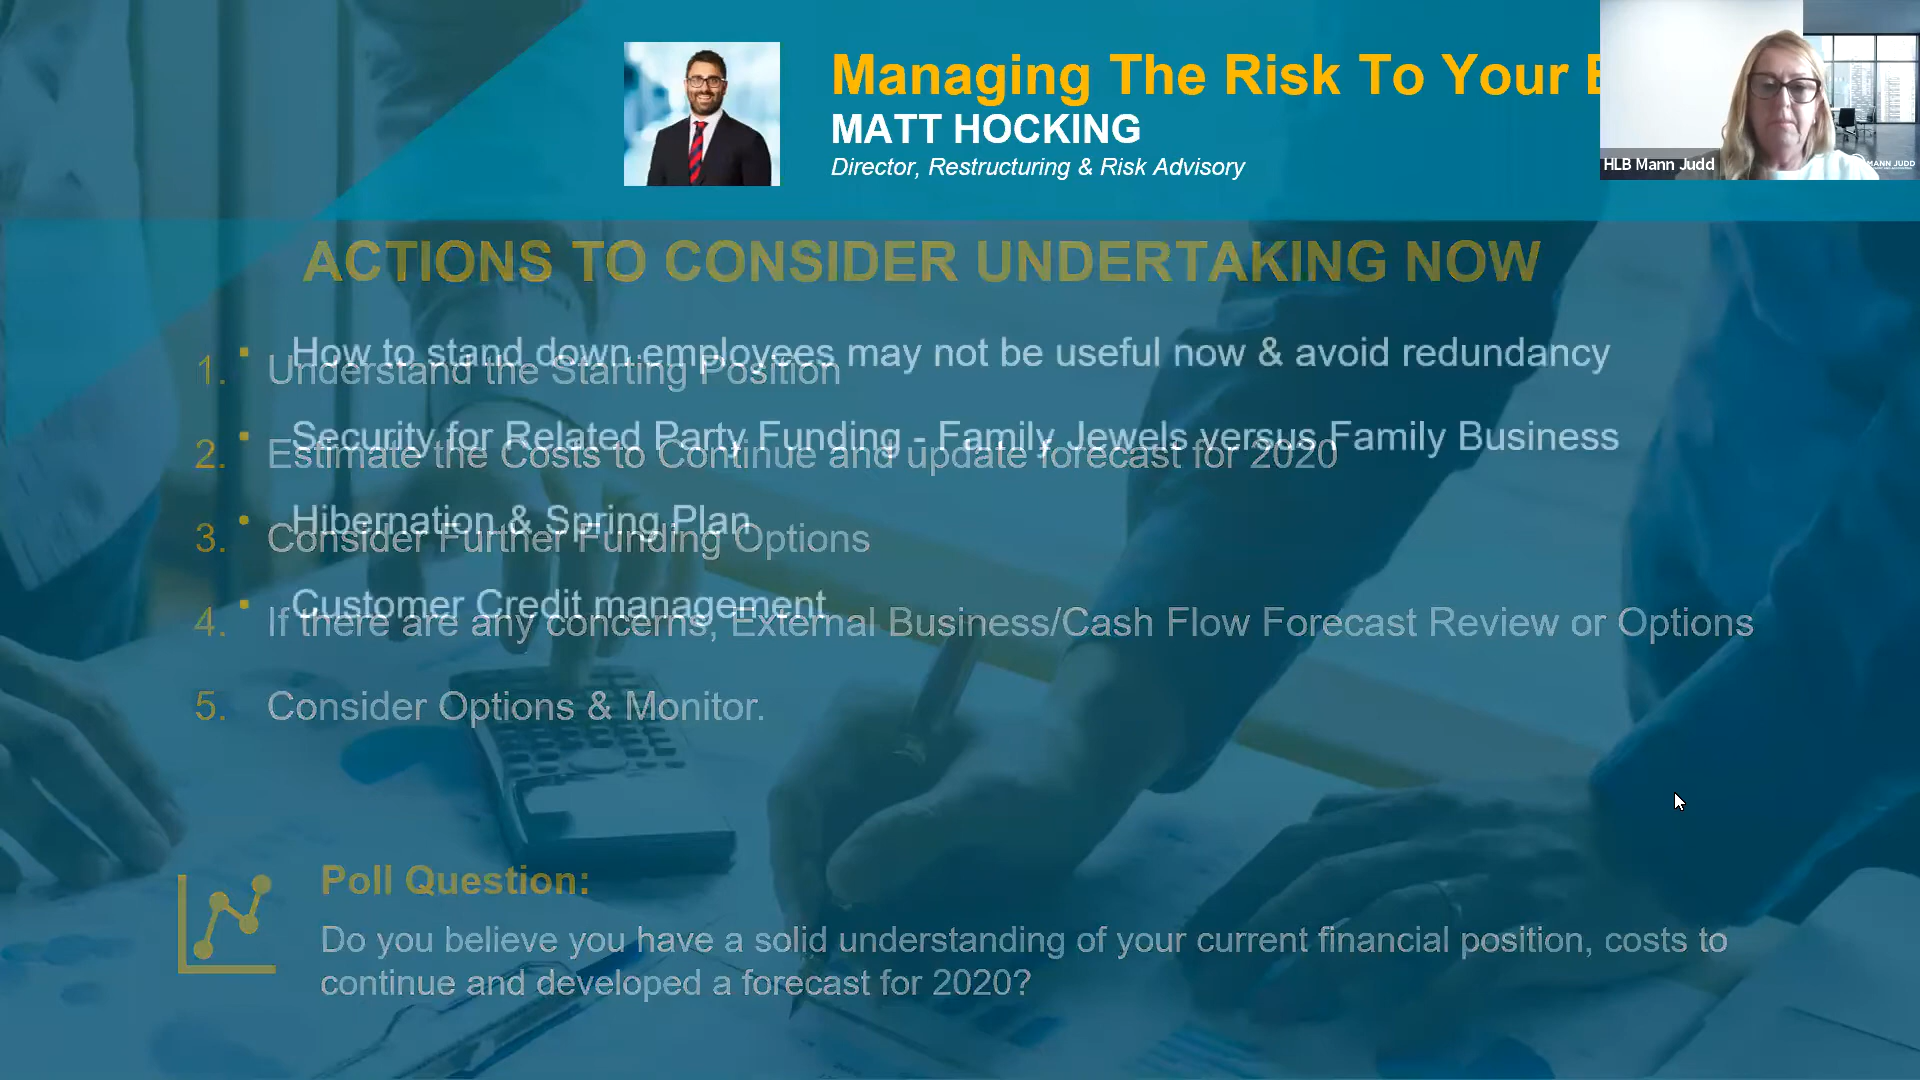 Managing The Risk To Your
MATT HOCKING
Director, Restructuring & Risk Advisory
HLB Mann Judd
MANN JUDD
ACTIONS TO CONSIDER UNDERTAKING NOW
▪ How to stand down employees may not be useful now & avoid redundancy
1. Understand the Starting Position
▪ Security for Related Party Funding - Family Jewels versus Family Business
2. Estimate the Costs to Continue and update forecast for 2020
▪ Hibernation & Spring Plan
3. Consider Further Funding Options
▪ Customer Credit management
4. If there are any concerns, External Business/Cash Flow Forecast Review or Options
5. Consider Options & Monitor.
Poll Question:
Do you believe you have a solid understanding of your current financial position, costs to
continue and developed a forecast for 2020?